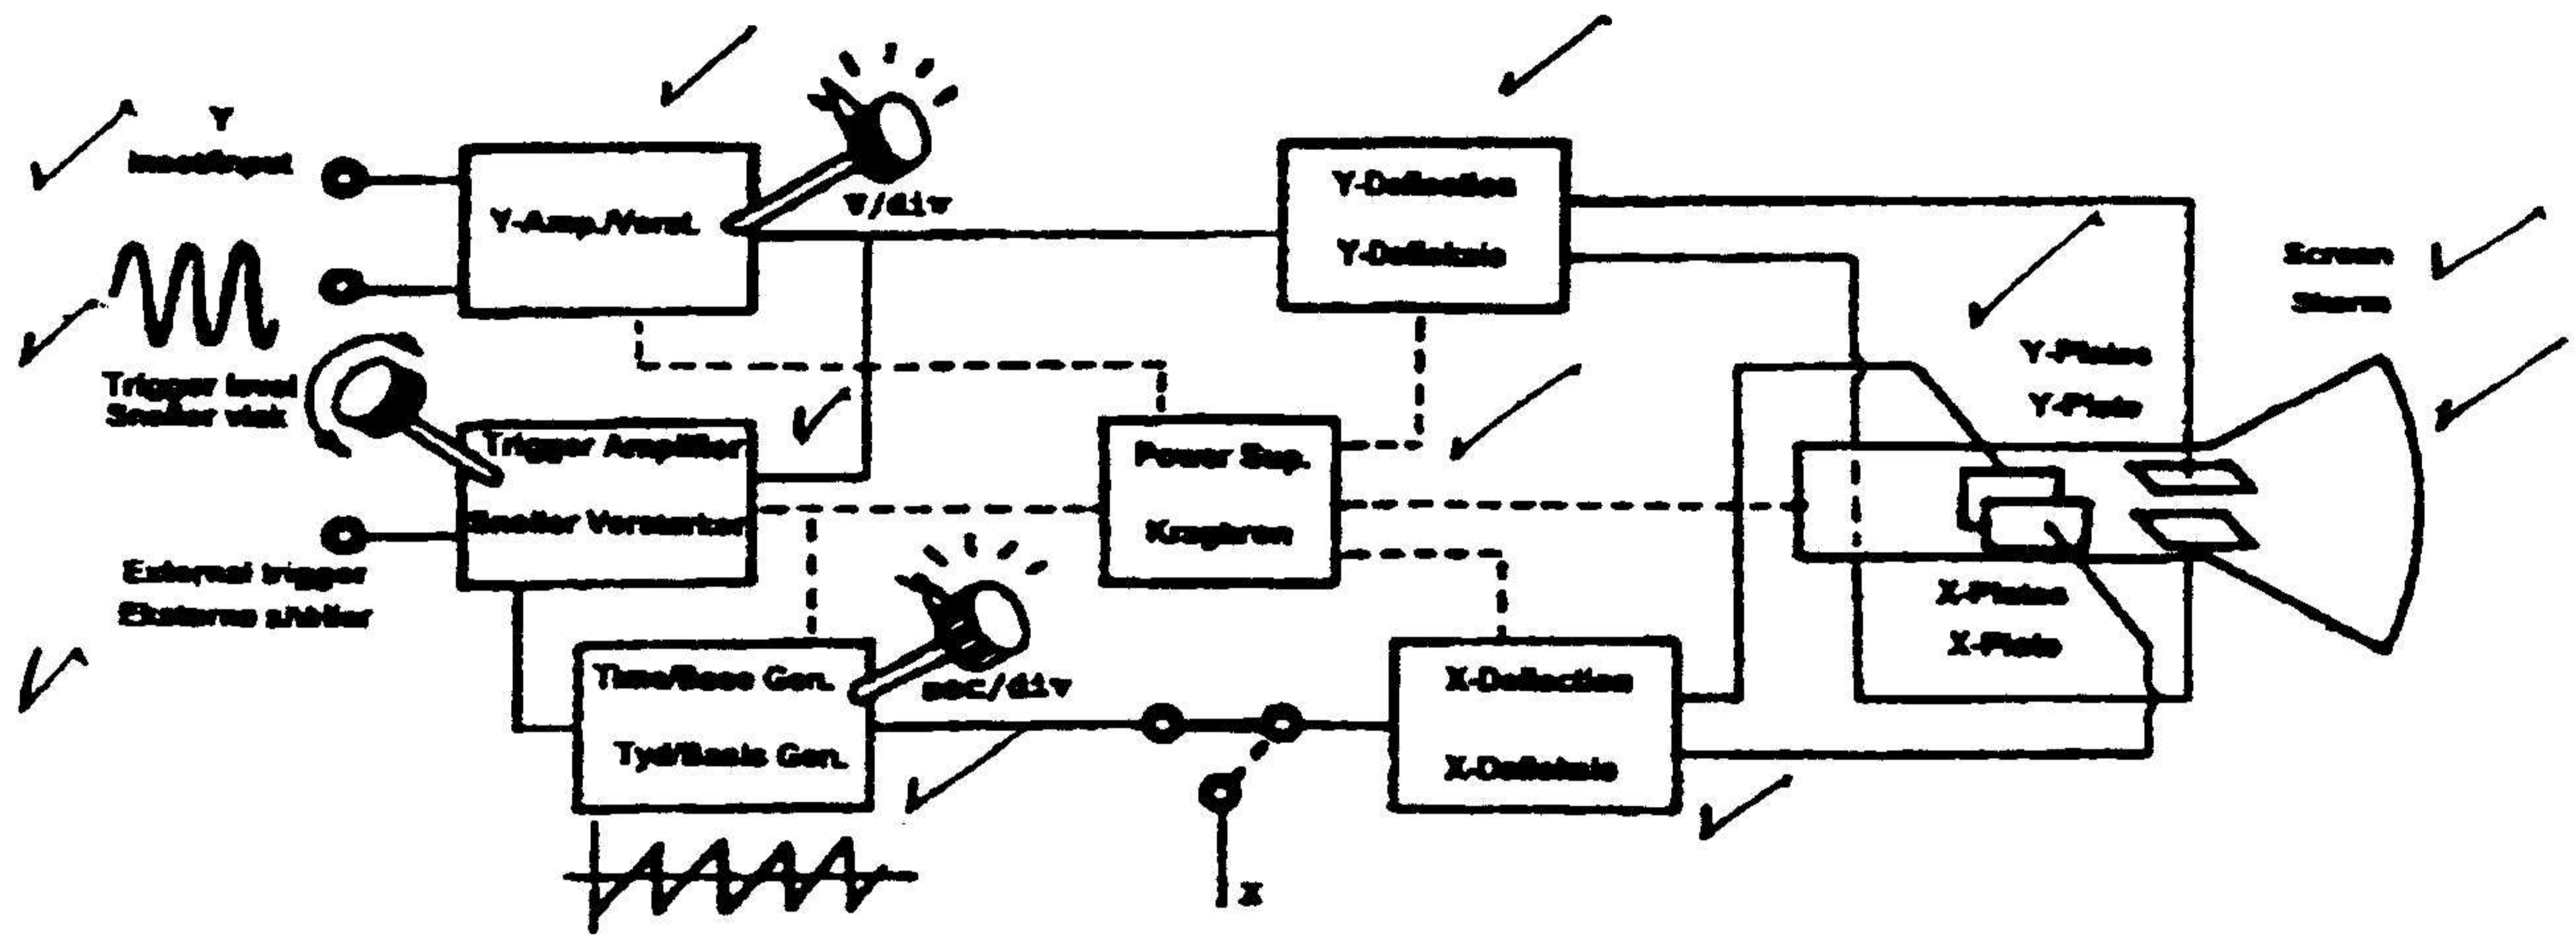 Y
Inset/Input
Y-Amp./Verst.
V/div
Y-Deflection
Y-Defleksie
Screen
Skerm
Y-Plates
Y-Plate
Trigger level
Sneller vlak
Trigger Amplifier
Sneller Versterker
Power Sup.
Kragbron
External trigger
Eksterne sneller
X-Plates
X-Plate
Time/Base Gen.
Tyd/Basis Gen.
sec/div
X-Deflection
X-Defleksie
X